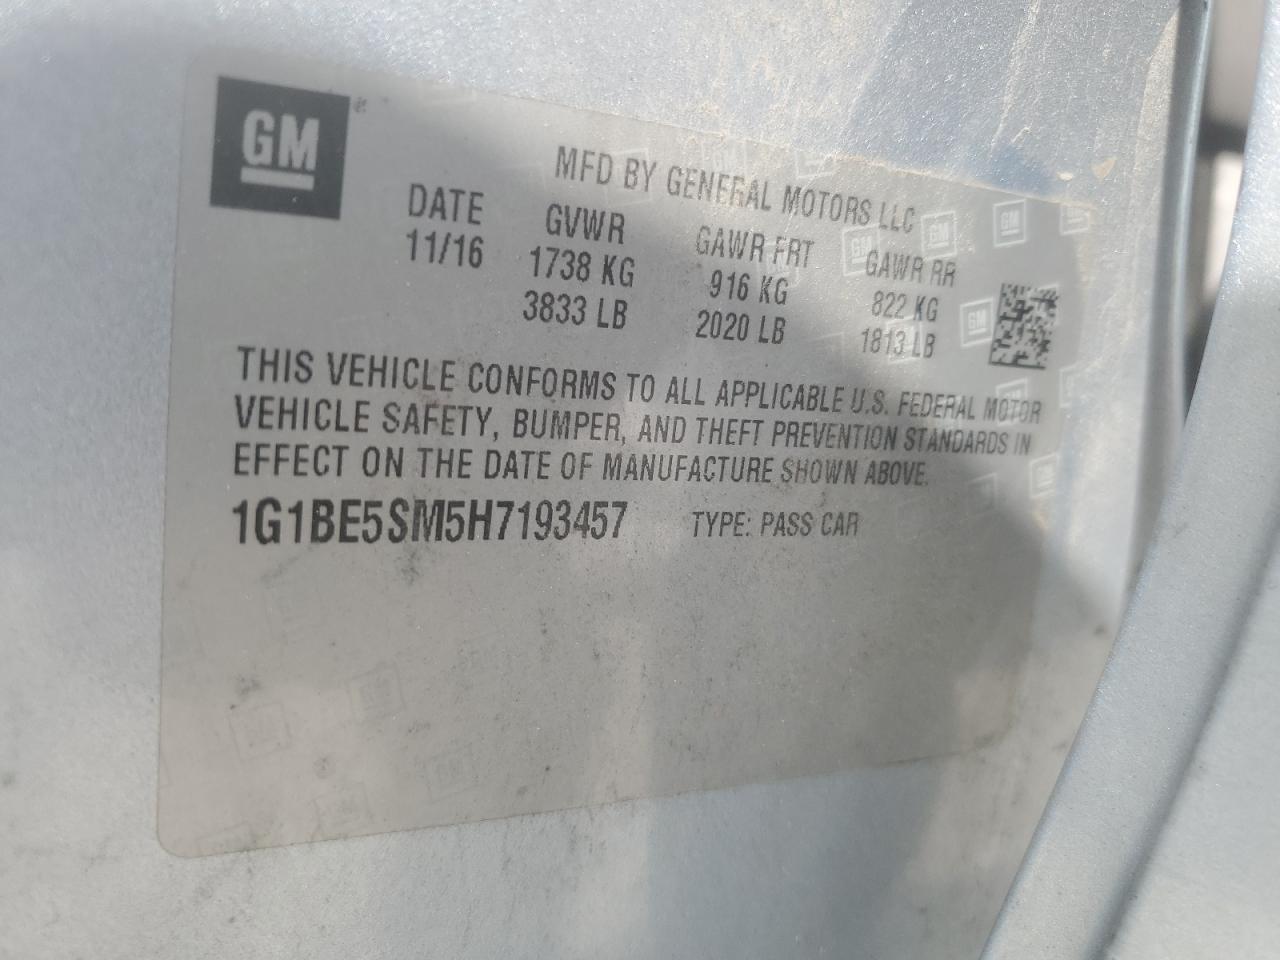 GM
MFD BY GENERAL MOTORS LLC
DATE GVWR GAWR FRT GAWR RR
11/16 1738 KG 916 KG 822 KG
3833 LB 2020 LB 1813 LB
THIS VEHICLE CONFORMS TO ALL APPLICABLE U.S. FEDERAL MOTOR
VEHICLE SAFETY, BUMPER, AND THEFT PREVENTION STANDARDS IN
EFFECT ON THE DATE OF MANUFACTURE SHOWN ABOVE.
1G1BE5SM5H7193457 TYPE: PASS CAR